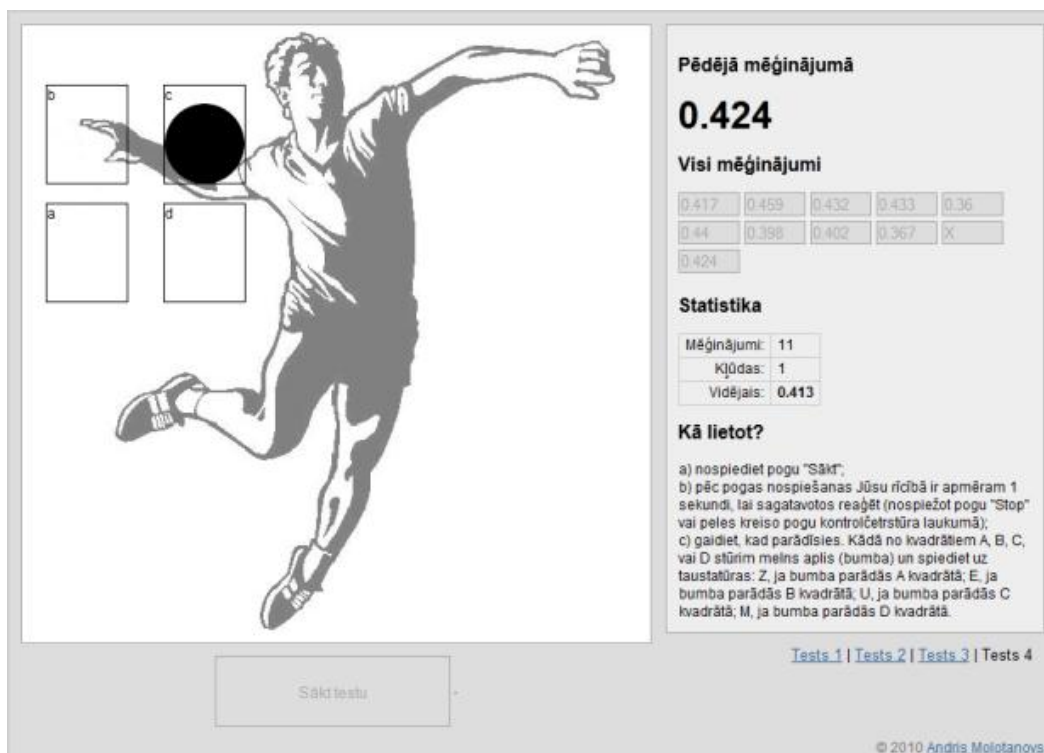 b c
a d
Pēdējā mēģinājumā
0.424
Visi mēģinājumi
0.417 0.459 0.432 0.433 0.36
0.44 0.398 0.402 0.367 X
0.424
Statistika
Mēģinājumi: 11
Kļūdas: 1
Vidējais: 0.413
Kā lietot?
a) nospiediet pogu "Sākt";
b) pēc pogas nospiešanas Jūsu rīcībā ir apmēram 1
sekundi, lai sagatavotos reaģēt (nospiežot pogu "Stop"
vai peles kreiso pogu kontrolčetrstūra laukumā);
c) gaidiet, kad parādīsies. Kādā no kvadrātiem A, B, C,
vai D stūrim melns aplis (bumba) un spiediet uz
taustatūras: Z, ja bumba parādās A kvadrātā; E, ja
bumba parādās B kvadrātā; U, ja bumba parādās C
kvadrātā; M, ja bumba parādās D kvadrātā.
Tests 1 | Tests 2 | Tests 3 | Tests 4
Sākt testu -
© 2010 Andris Molotanovs